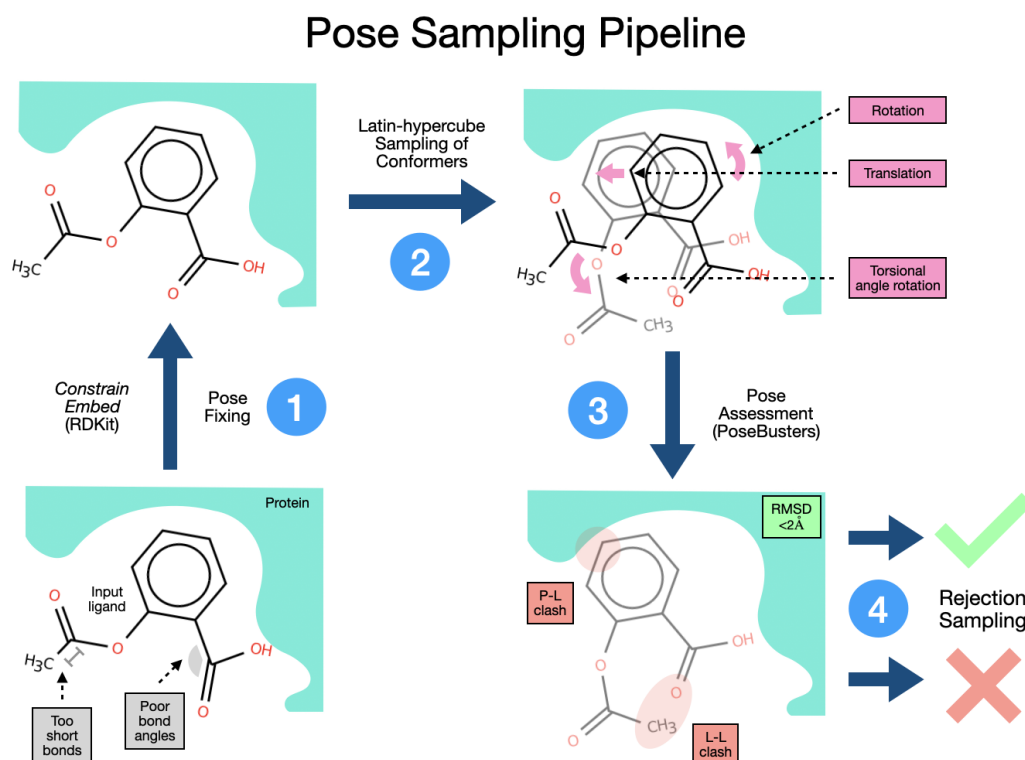 Pose Sampling Pipeline
O
O
H₃C
O
OH
Latin-hypercube
Sampling of
Conformers
2
O
O
H₃C
O
OH
O
OH
O
O
CH₃
Rotation
Translation
Torsional
angle rotation
Constrain
Embed
(RDKit)
Pose
Fixing
1
3
Pose
Assessment
(PoseBusters)
Protein
Input
ligand
O
O
H₃C
OH
O
Too
short
bonds
Poor
bond
angles
RMSD
<2Å
P-L
clash
OH
O
O
O
CH₃
L-L
clash
4
Rejection
Sampling